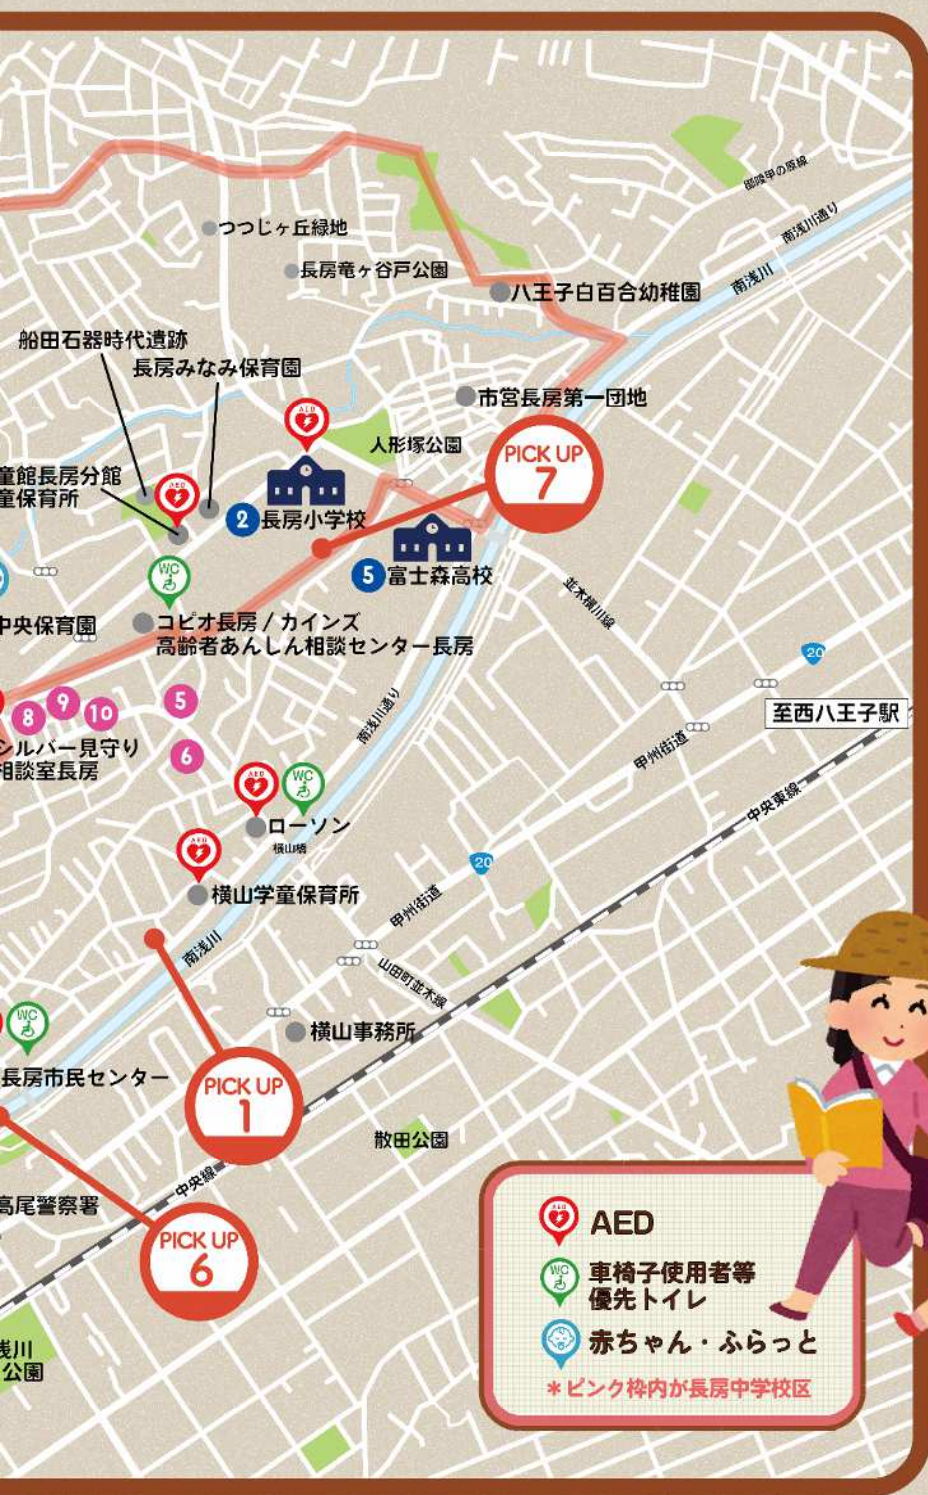 御陵甲の原線
南浅川通り
南浅川
つつじヶ丘緑地
長房竜ヶ谷戸公園
八王子白百合幼稚園
船田石器時代遺跡
長房みなみ保育園
市営長房第一団地
AED
人形塚公園
PICK UP
7
童館長房分館
童保育所
AED
2 長房小学校
5 富士森高校
WC
並木横川線
中央保育園
コピオ長房 / カインズ
高齢者あんしん相談センター長房
20
8
9
10
5
6
シルバー見守り
相談室長房
南浅川通り
至西八王子駅
甲州街道
中央東線
AED
WC
ローソン
横山橋
AED
横山学童保育所
20
甲州街道
南浅川
山田町並木線
WC
横山事務所
長房市民センター
PICK UP
1
散田公園
中央線
高尾警察署
PICK UP
6
浅川
公園
AED
AED
WC
車椅子使用者等
優先トイレ
赤ちゃん・ふらっと
＊ピンク枠内が長房中学校区